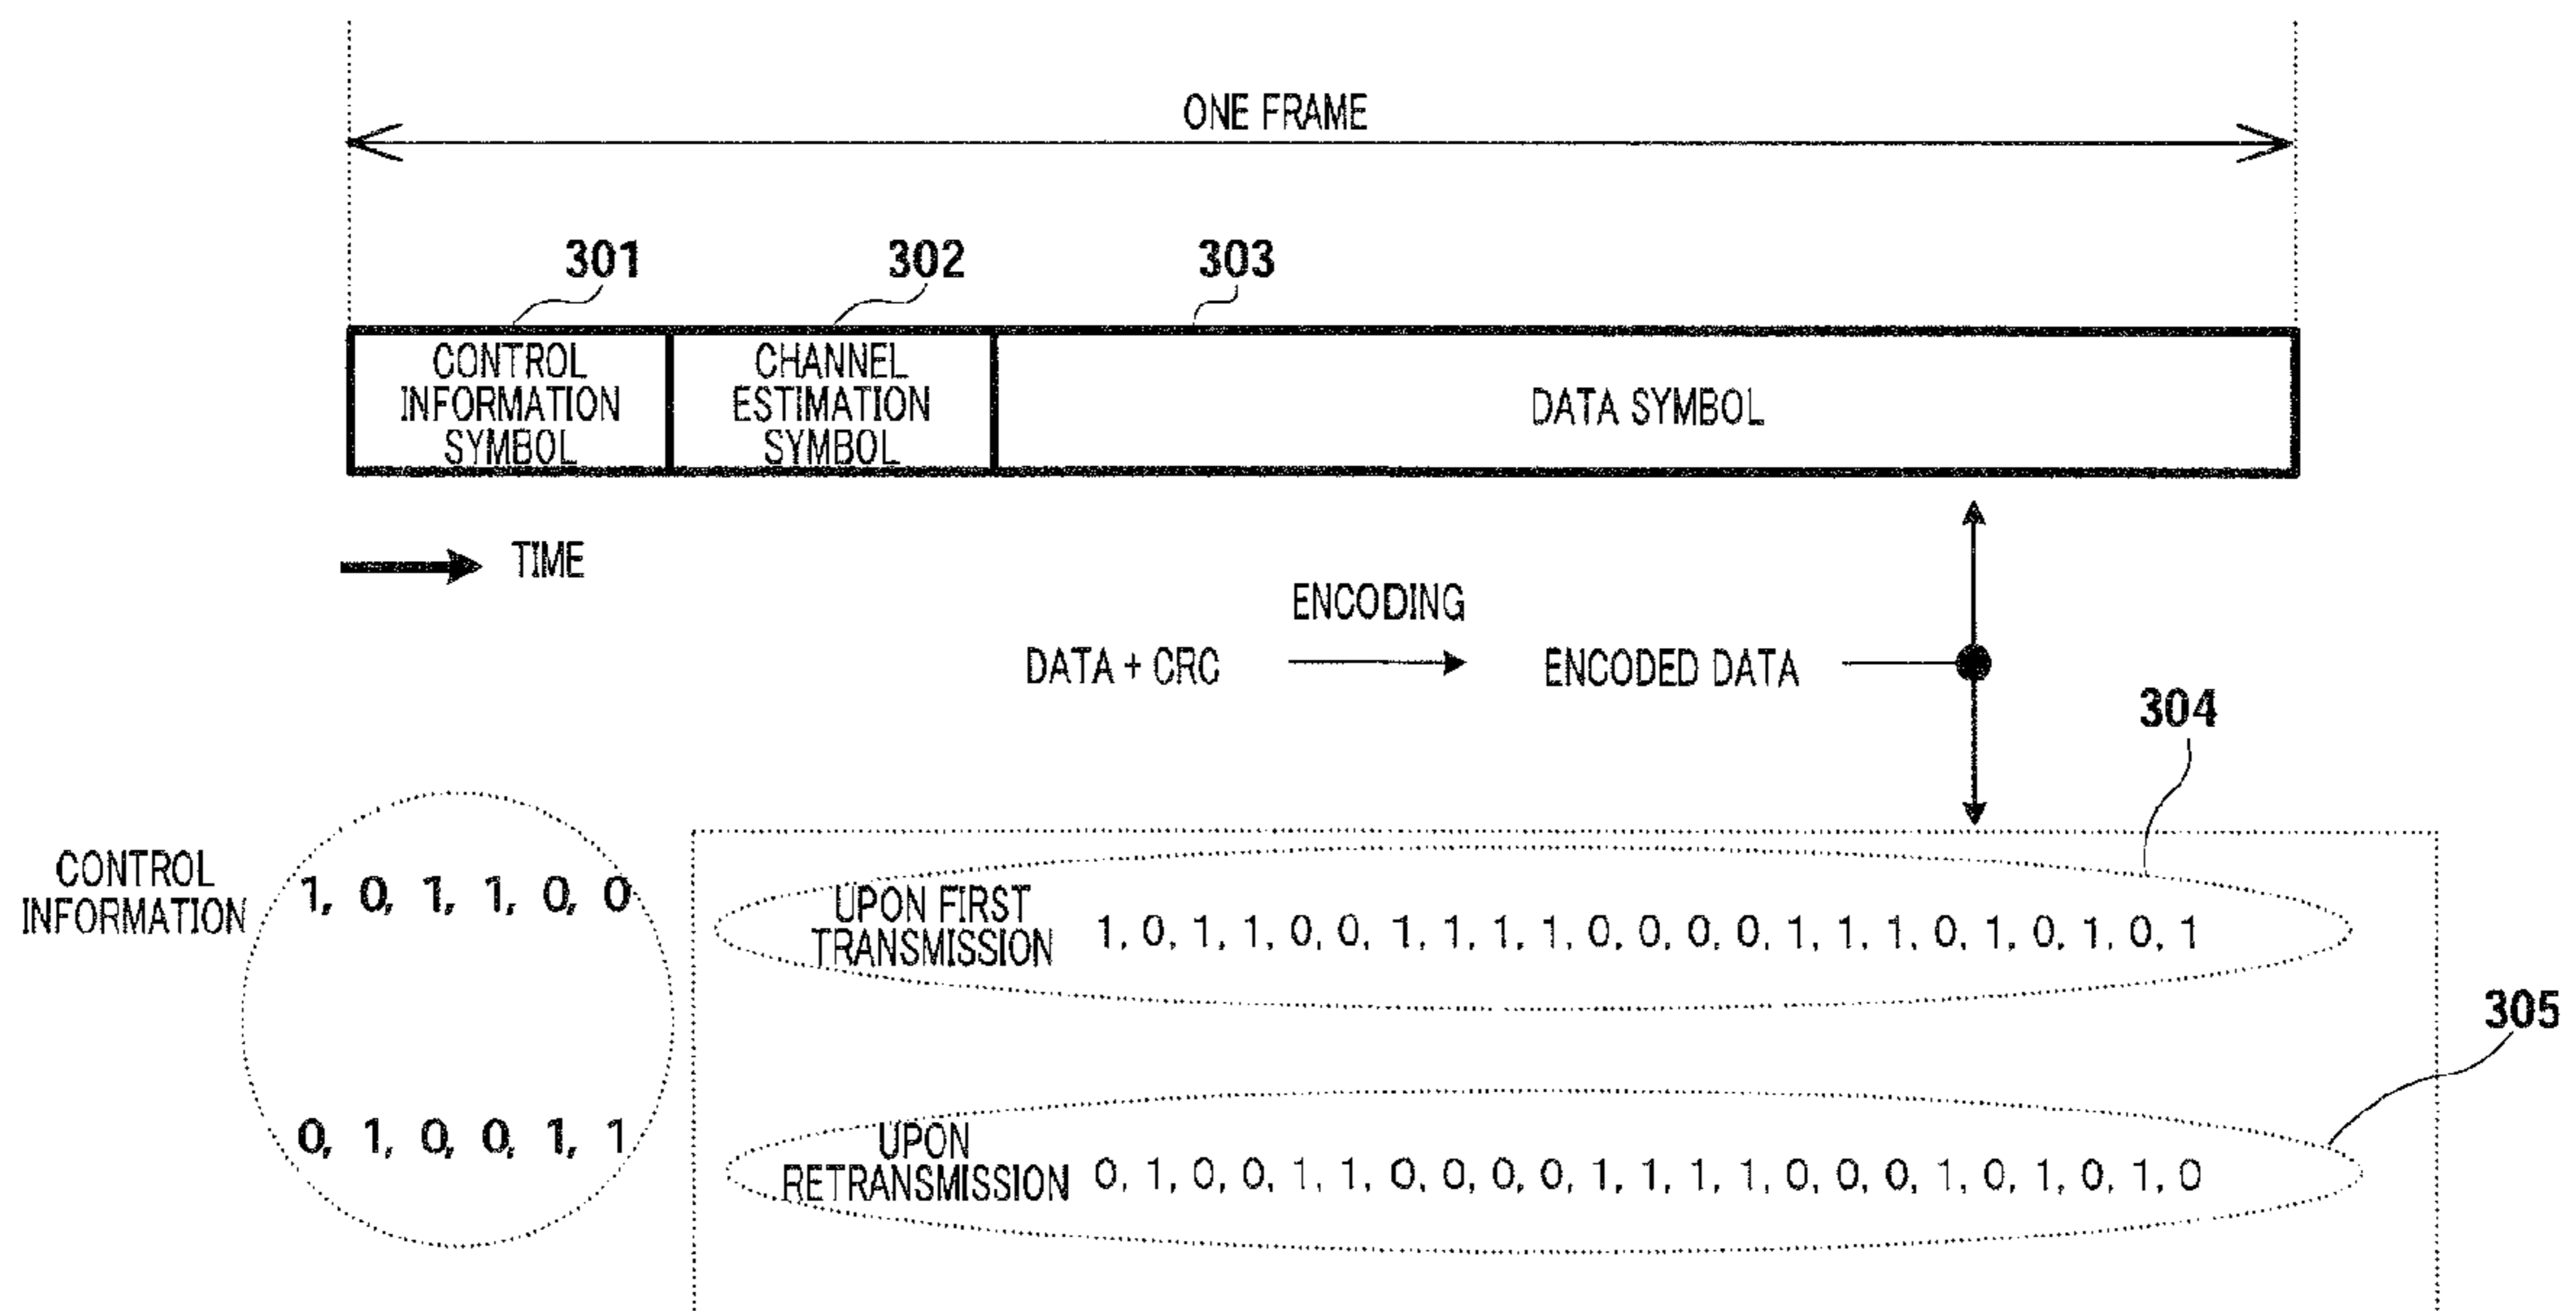 ONE FRAME
301
302
303
CONTROL
INFORMATION
SYMBOL
CHANNEL
ESTIMATION
SYMBOL
DATA SYMBOL
TIME
ENCODING
DATA + CRC
ENCODED DATA
304
CONTROL
INFORMATION
1, 0, 1, 1, 0, 0
UPON FIRST
TRANSMISSION
1, 0, 1, 1, 0, 0, 1, 1, 1, 1, 0, 0, 0, 0, 1, 1, 1, 0, 1, 0, 1, 0, 1
305
0, 1, 0, 0, 1, 1
UPON
RETRANSMISSION
0, 1, 0, 0, 1, 1, 0, 0, 0, 0, 1, 1, 1, 1, 0, 0, 0, 1, 0, 1, 0, 1, 0